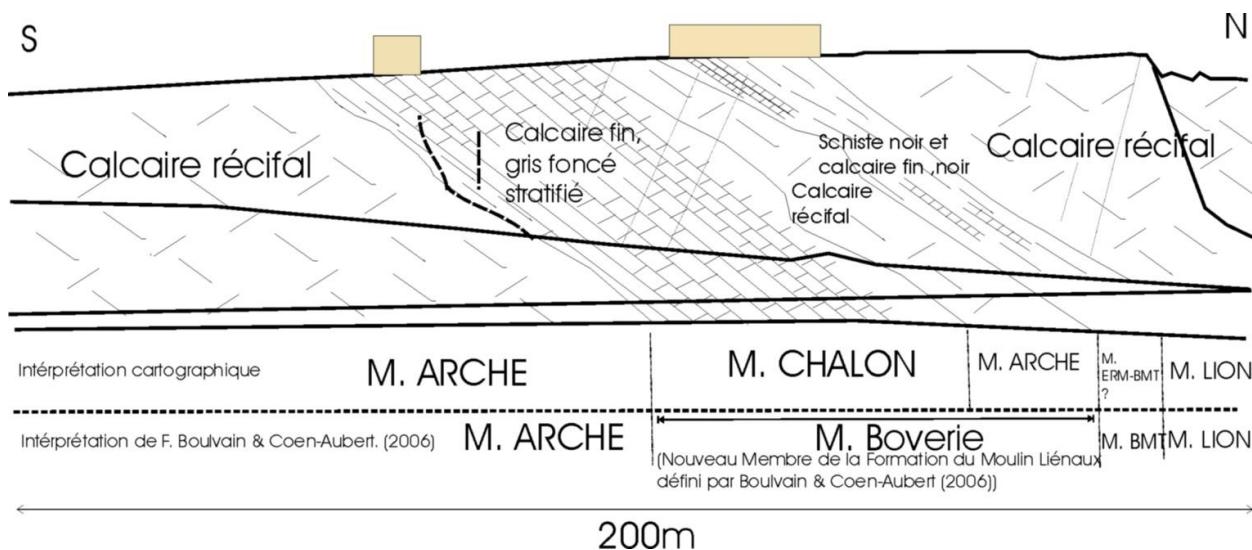 S
N
Calcaire récifal
Calcaire fin,
gris foncé
stratifié
Schiste noir et
calcaire fin ,noir
Calcaire
récifal
Calcaire récifal
Intérprétation cartographique
M. ARCHE
M. CHALON
M. ARCHE
M.
ERM-BMT
?
M. LION
Intérprétation de F. Boulvain & Coen-Aubert. (2006)
M. ARCHE
M. Boverie
(Nouveau Membre de la Formation du Moulin Liénaux
défini par Boulvain & Coen-Aubert (2006))
M. BMT
M. LION
200m